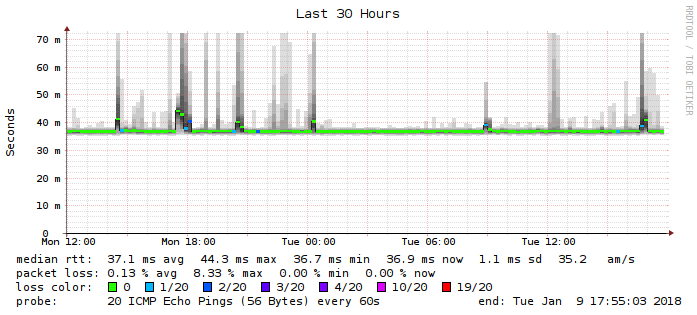 Last 30 Hours
RRDTOOL / TOBI OETIKER
Seconds
70 m
60 m
50 m
40 m
30 m
20 m
10 m
0
Mon 12:00 Mon 18:00 Tue 00:00 Tue 06:00 Tue 12:00
median rtt: 37.1 ms avg 44.3 ms max 36.7 ms min 36.9 ms now 1.1 ms sd 35.2 am/s
packet loss: 0.13 % avg 8.33 % max 0.00 % min 0.00 % now
loss color: 0 1/20 2/20 3/20 4/20 10/20 19/20
probe: 20 ICMP Echo Pings (56 Bytes) every 60s end: Tue Jan 9 17:55:03 2018